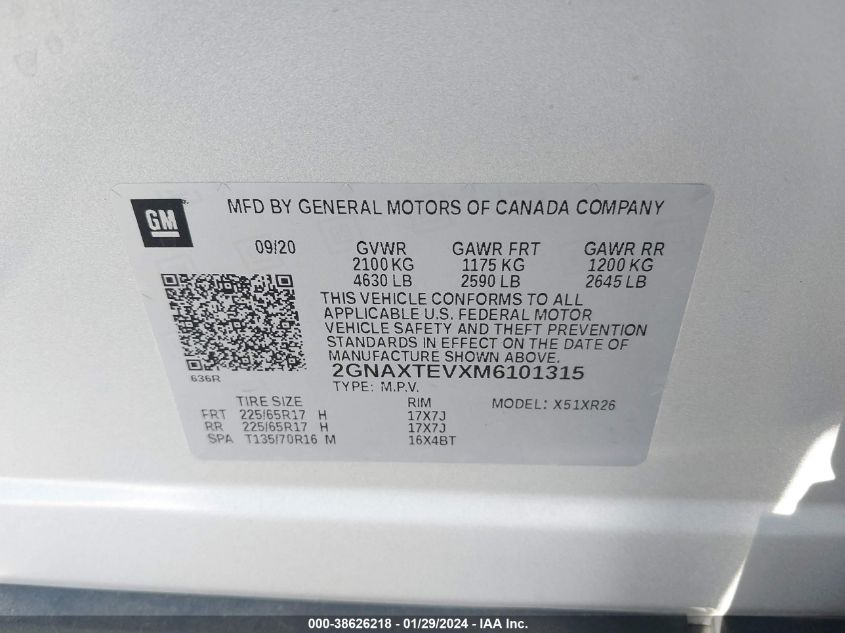 GM
MFD BY GENERAL MOTORS OF CANADA COMPANY
09/20 GVWR GAWR FRT GAWR RR
2100 KG 1175 KG 1200 KG
4630 LB 2590 LB 2645 LB
THIS VEHICLE CONFORMS TO ALL
APPLICABLE U.S. FEDERAL MOTOR
VEHICLE SAFETY AND THEFT PREVENTION
STANDARDS IN EFFECT ON THE DATE OF
MANUFACTURE SHOWN ABOVE.
636R
2GNAXTEVXM6101315
TYPE: M.P.V.
TIRE SIZE RIM MODEL: X51XR26
FRT 225/65R17 H 17X7J
RR 225/65R17 H 17X7J
SPA T135/70R16 M 16X4BT
000-38626218 - 01/29/2024 - IAA Inc.